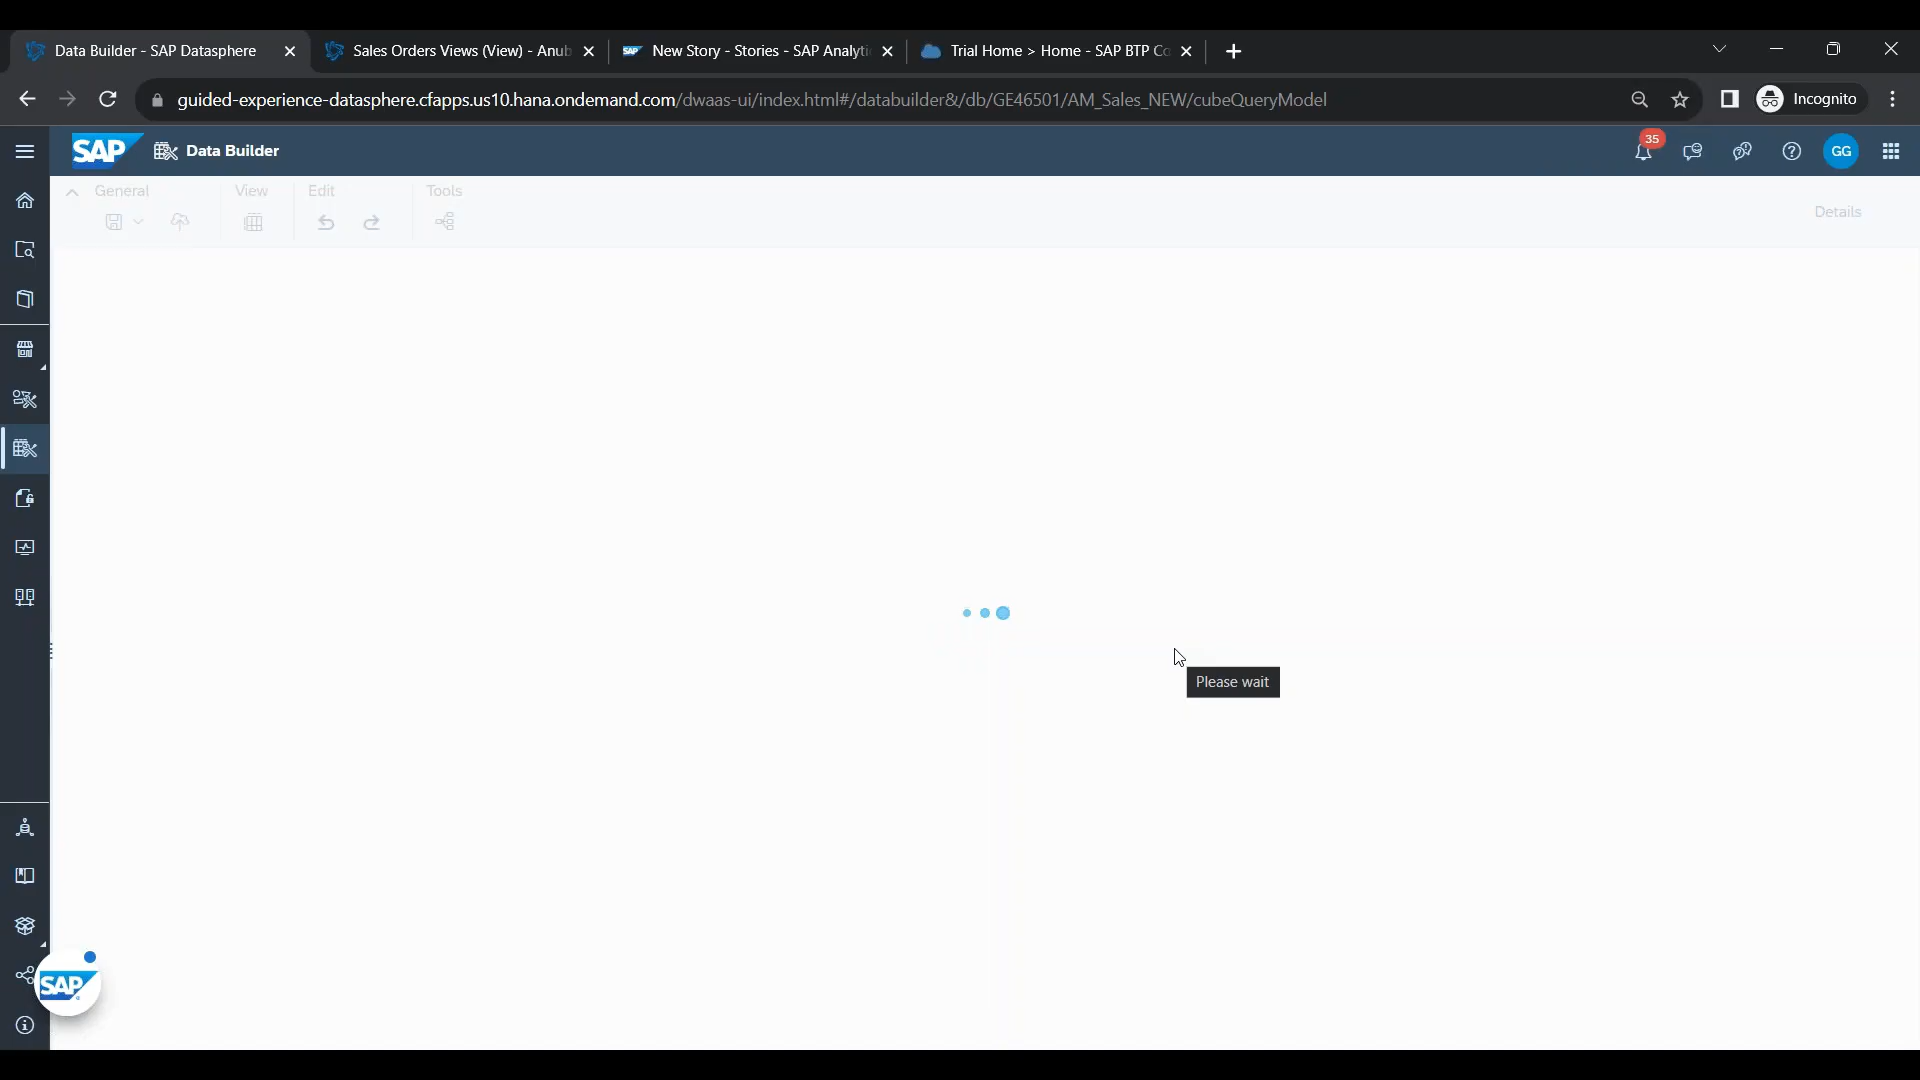 Data Builder - SAP Datasphere
Sales Orders Views (View) - Anub
SAP New Story - Stories - SAP Analyti
Trial Home > Home - SAP BTP Co
guided-experience-datasphere.cfapps.us10.hana.ondemand.com/dwaas-ui/index.html#/databuilder&/db/GE46501/AM_Sales_NEW/cubeQueryModel
Incognito
SAP Data Builder
35
GG
General View Edit Tools
Details
Please wait
SAP